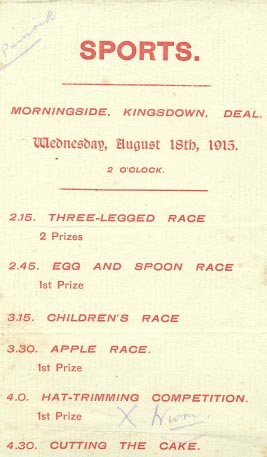 SPORTS.
MORNINGSIDE, KINGSDOWN, DEAL.
Wednesday, August 18th, 1915.
2 O'CLOCK.
2.15. THREE-LEGGED RACE
2 Prizes
2.45. EGG AND SPOON RACE
1st Prize
3.15. CHILDREN'S RACE
3.30. APPLE RACE.
1st Prize
4.0. HAT-TRIMMING COMPETITION.
1st Prize X
4.30. CUTTING THE CAKE.